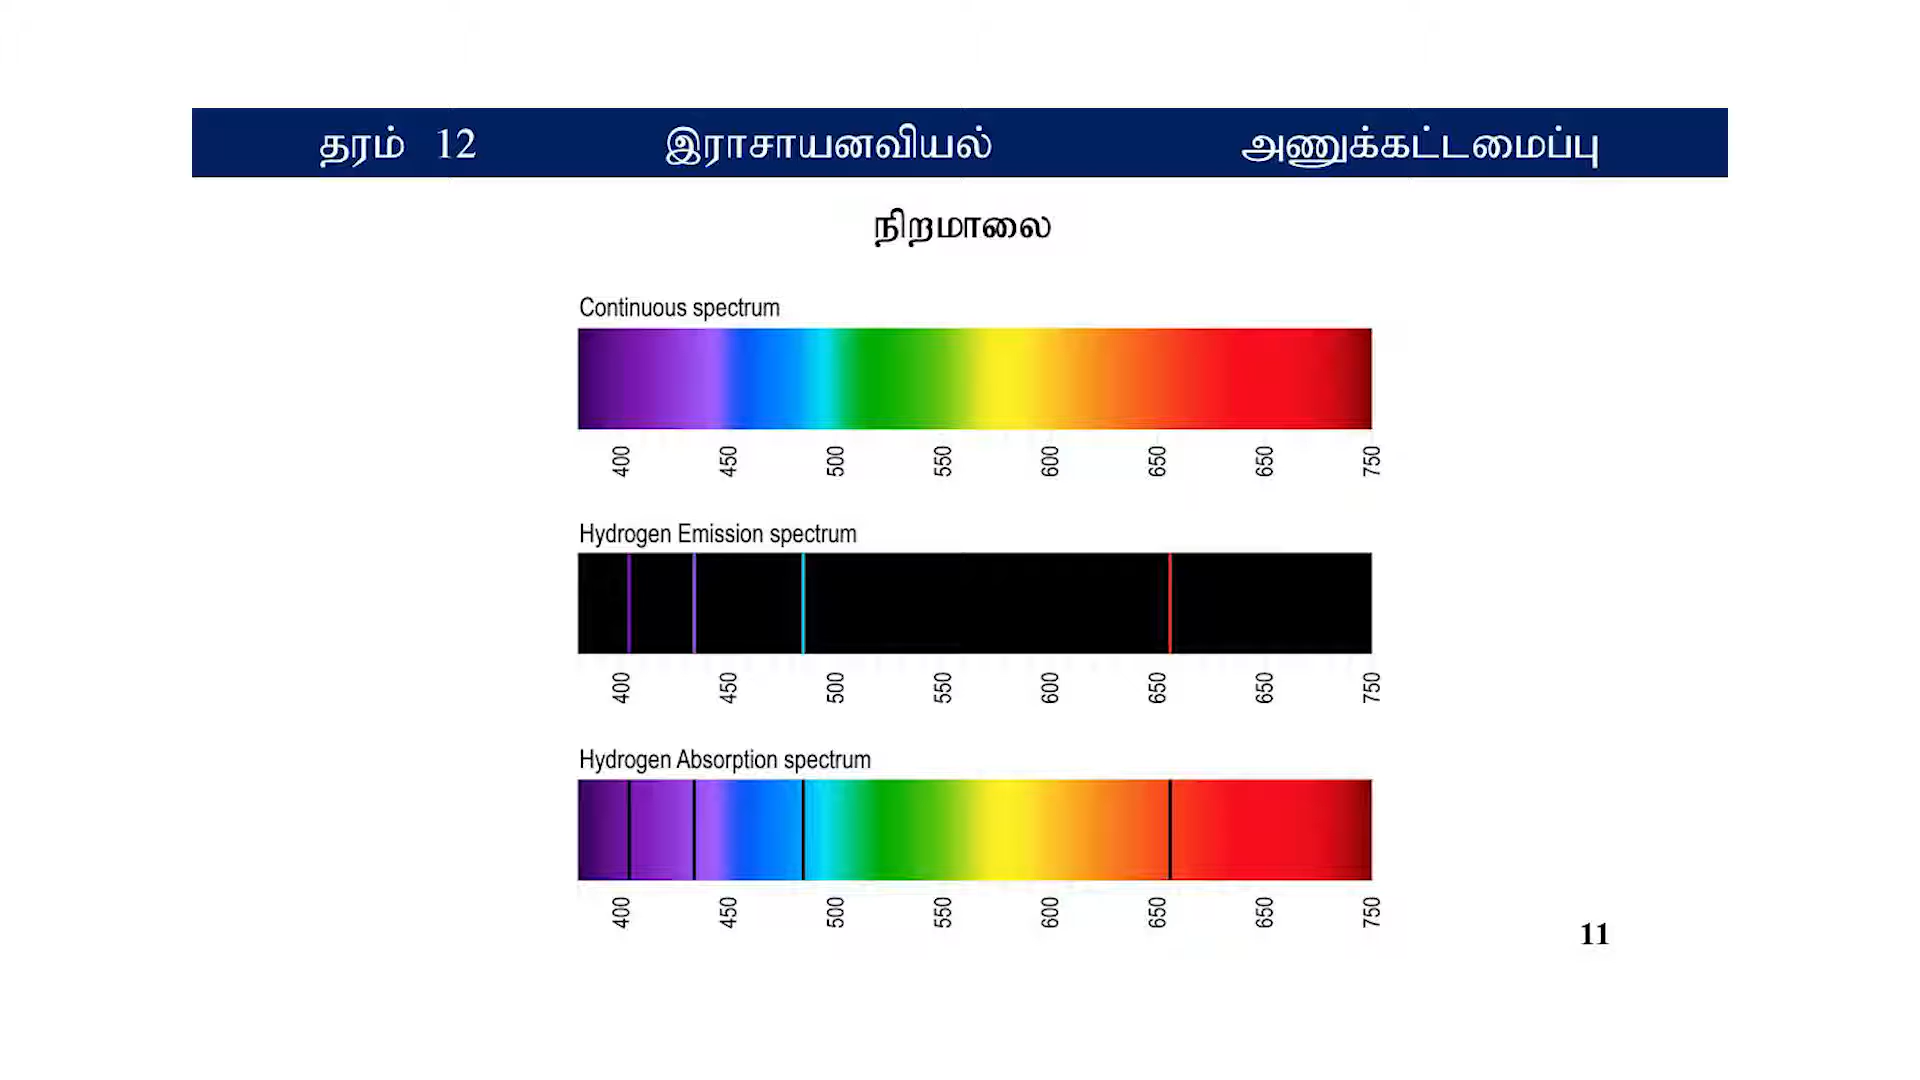 தரம் 12 இராசாயனவியல் அணுக்கட்டமைப்பு
நிறமாலை
Continuous spectrum
400 450 500 550 600 650 650 750
Hydrogen Emission spectrum
400 450 500 550 600 650 650 750
Hydrogen Absorption spectrum
400 450 500 550 600 650 650 750
11